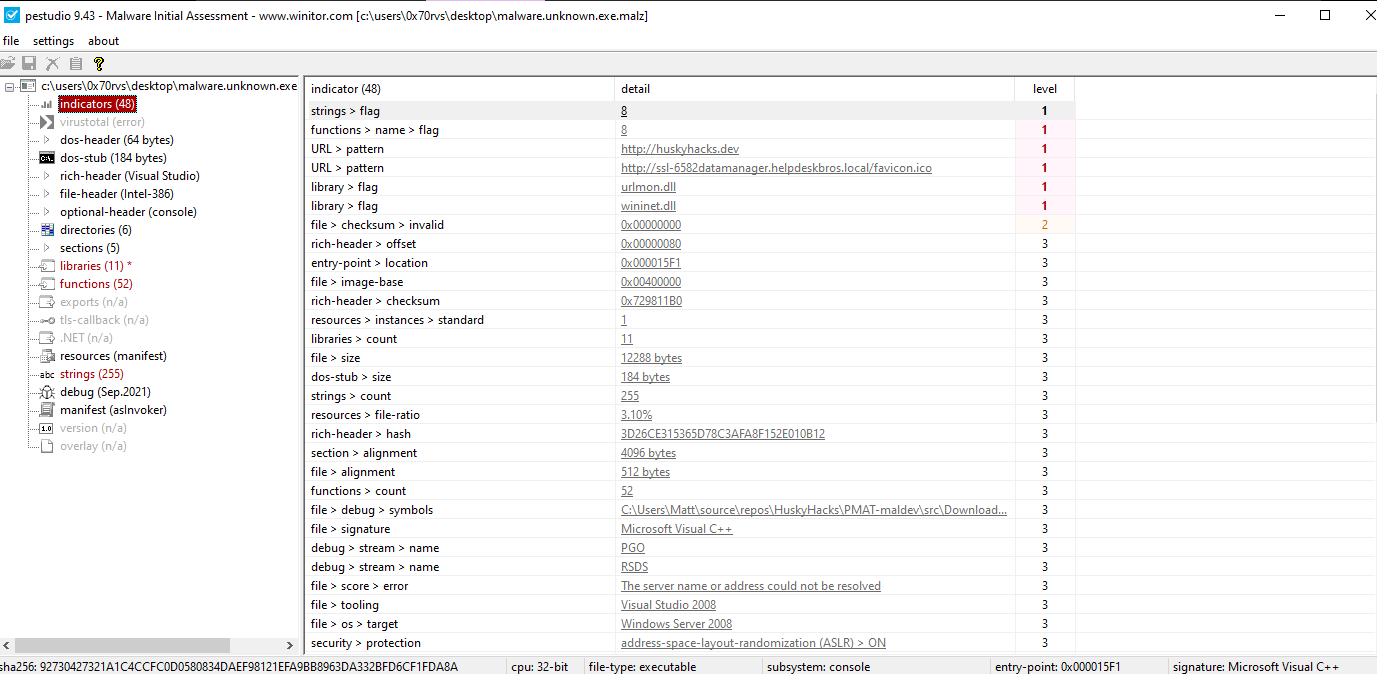 pestudio 9.43 - Malware Initial Assessment - www.winitor.com [c:\users\0x70rvs\desktop\malware.unknown.exe.malz]
file settings about
c:\users\0x70rvs\desktop\malware.unknown.exe
indicators (48)
virustotal (error)
dos-header (64 bytes)
dos-stub (184 bytes)
rich-header (Visual Studio)
file-header (Intel-386)
optional-header (console)
directories (6)
sections (5)
libraries (11) *
functions (52)
exports (n/a)
tls-callback (n/a)
.NET (n/a)
resources (manifest)
abc strings (255)
debug (Sep.2021)
manifest (asInvoker)
1.0 version (n/a)
overlay (n/a)
indicator (48) detail level
strings > flag 8 1
functions > name > flag 8 1
URL > pattern http://huskyhacks.dev 1
URL > pattern http://ssl-6582datamanager.helpdeskbros.local/favicon.ico 1
library > flag urlmon.dll 1
library > flag wininet.dll 1
file > checksum > invalid 0x00000000 2
rich-header > offset 0x00000080 3
entry-point > location 0x000015F1 3
file > image-base 0x00400000 3
rich-header > checksum 0x729811B0 3
resources > instances > standard 1 3
libraries > count 11 3
file > size 12288 bytes 3
dos-stub > size 184 bytes 3
strings > count 255 3
resources > file-ratio 3.10% 3
rich-header > hash 3D26CE315365D78C3AFA8F152E010B12 3
section > alignment 4096 bytes 3
file > alignment 512 bytes 3
functions > count 52 3
file > debug > symbols C:\Users\Matt\source\repos\HuskyHacks\PMAT-maldev\src\Download... 3
file > signature Microsoft Visual C++ 3
debug > stream > name PGO 3
debug > stream > name RSDS 3
file > score > error The server name or address could not be resolved 3
file > tooling Visual Studio 2008 3
file > os > target Windows Server 2008 3
security > protection address-space-layout-randomization (ASLR) > ON 3
sha256: 92730427321A1C4CCFC0D0580834DAEF98121EFA9BB8963DA332BFD6CF1FDA8A cpu: 32-bit file-type: executable subsystem: console entry-point: 0x000015F1 signature: Microsoft Visual C++